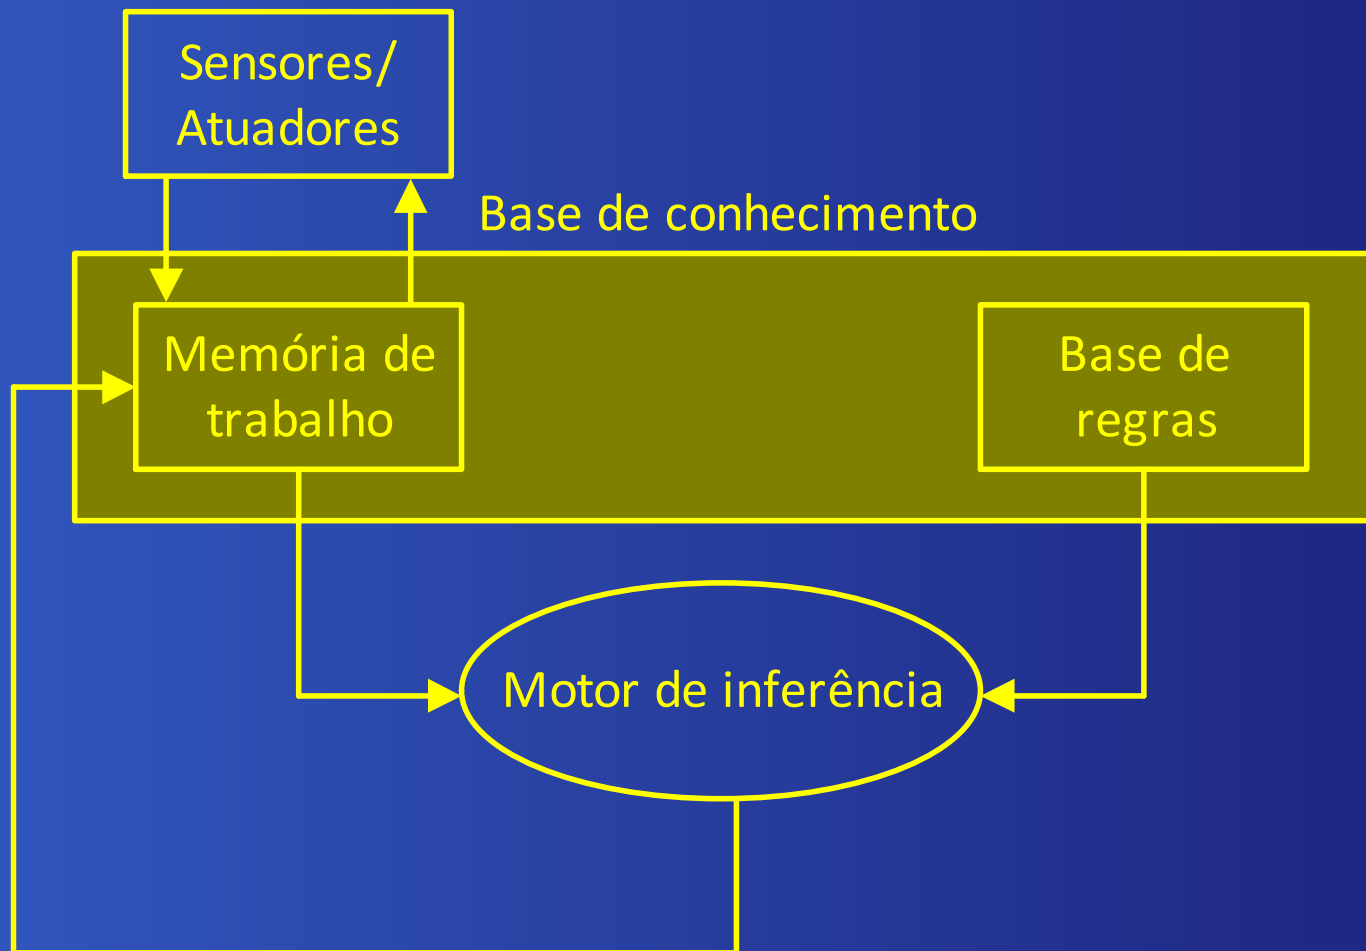 Sensores/
Atuadores
Base de conhecimento
Memória de
trabalho
Base de
regras
Motor de inferência